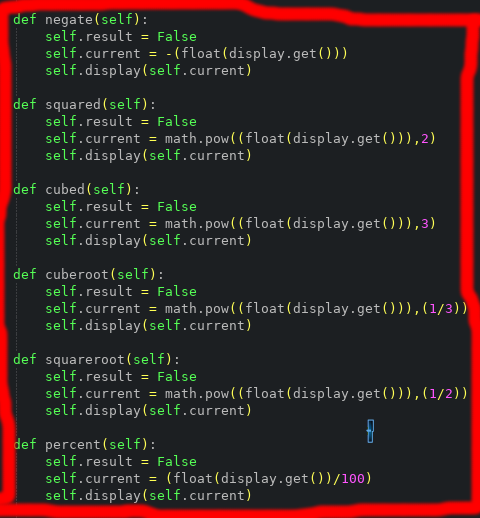 def negate(self):
    self.result = False
    self.current = -(float(display.get()))
    self.display(self.current)

def squared(self):
    self.result = False
    self.current = math.pow((float(display.get())),2)
    self.display(self.current)

def cubed(self):
    self.result = False
    self.current = math.pow((float(display.get())),3)
    self.display(self.current)

def cuberoot(self):
    self.result = False
    self.current = math.pow((float(display.get())),(1/3))
    self.display(self.current)

def squareroot(self):
    self.result = False
    self.current = math.pow((float(display.get())),(1/2))
    self.display(self.current)

def percent(self):
    self.result = False
    self.current = (float(display.get())/100)
    self.display(self.current)